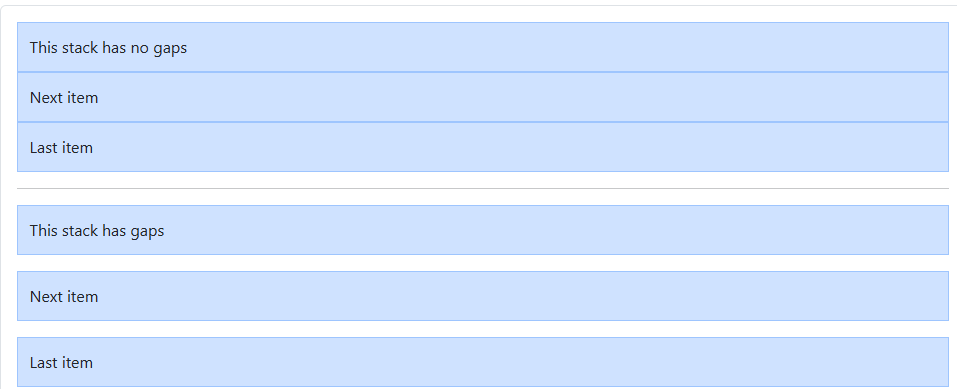 This stack has no gaps
Next item
Last item
This stack has gaps
Next item
Last item